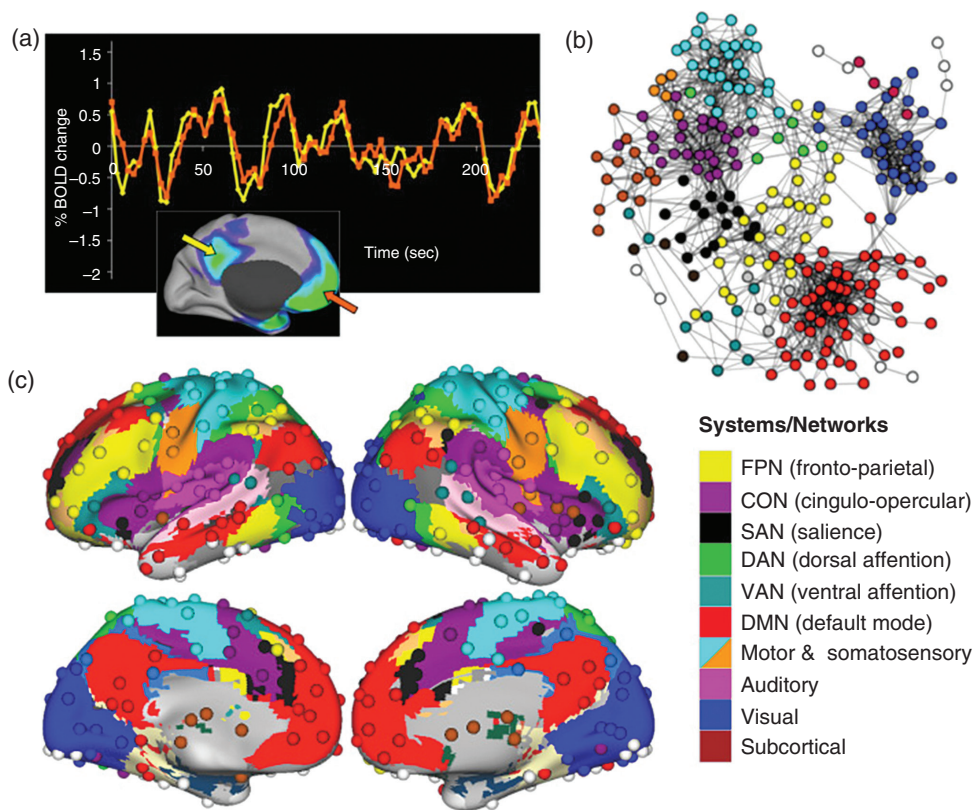 (a)
1.5
1
0.5
0
−0.5
−1
−1.5
−2
% BOLD change
0
50
100
150
200
Time (sec)
(b)
(c)
Systems/Networks
FPN (fronto-parietal)
CON (cingulo-opercular)
SAN (salience)
DAN (dorsal affention)
VAN (ventral affention)
DMN (default mode)
Motor & somatosensory
Auditory
Visual
Subcortical